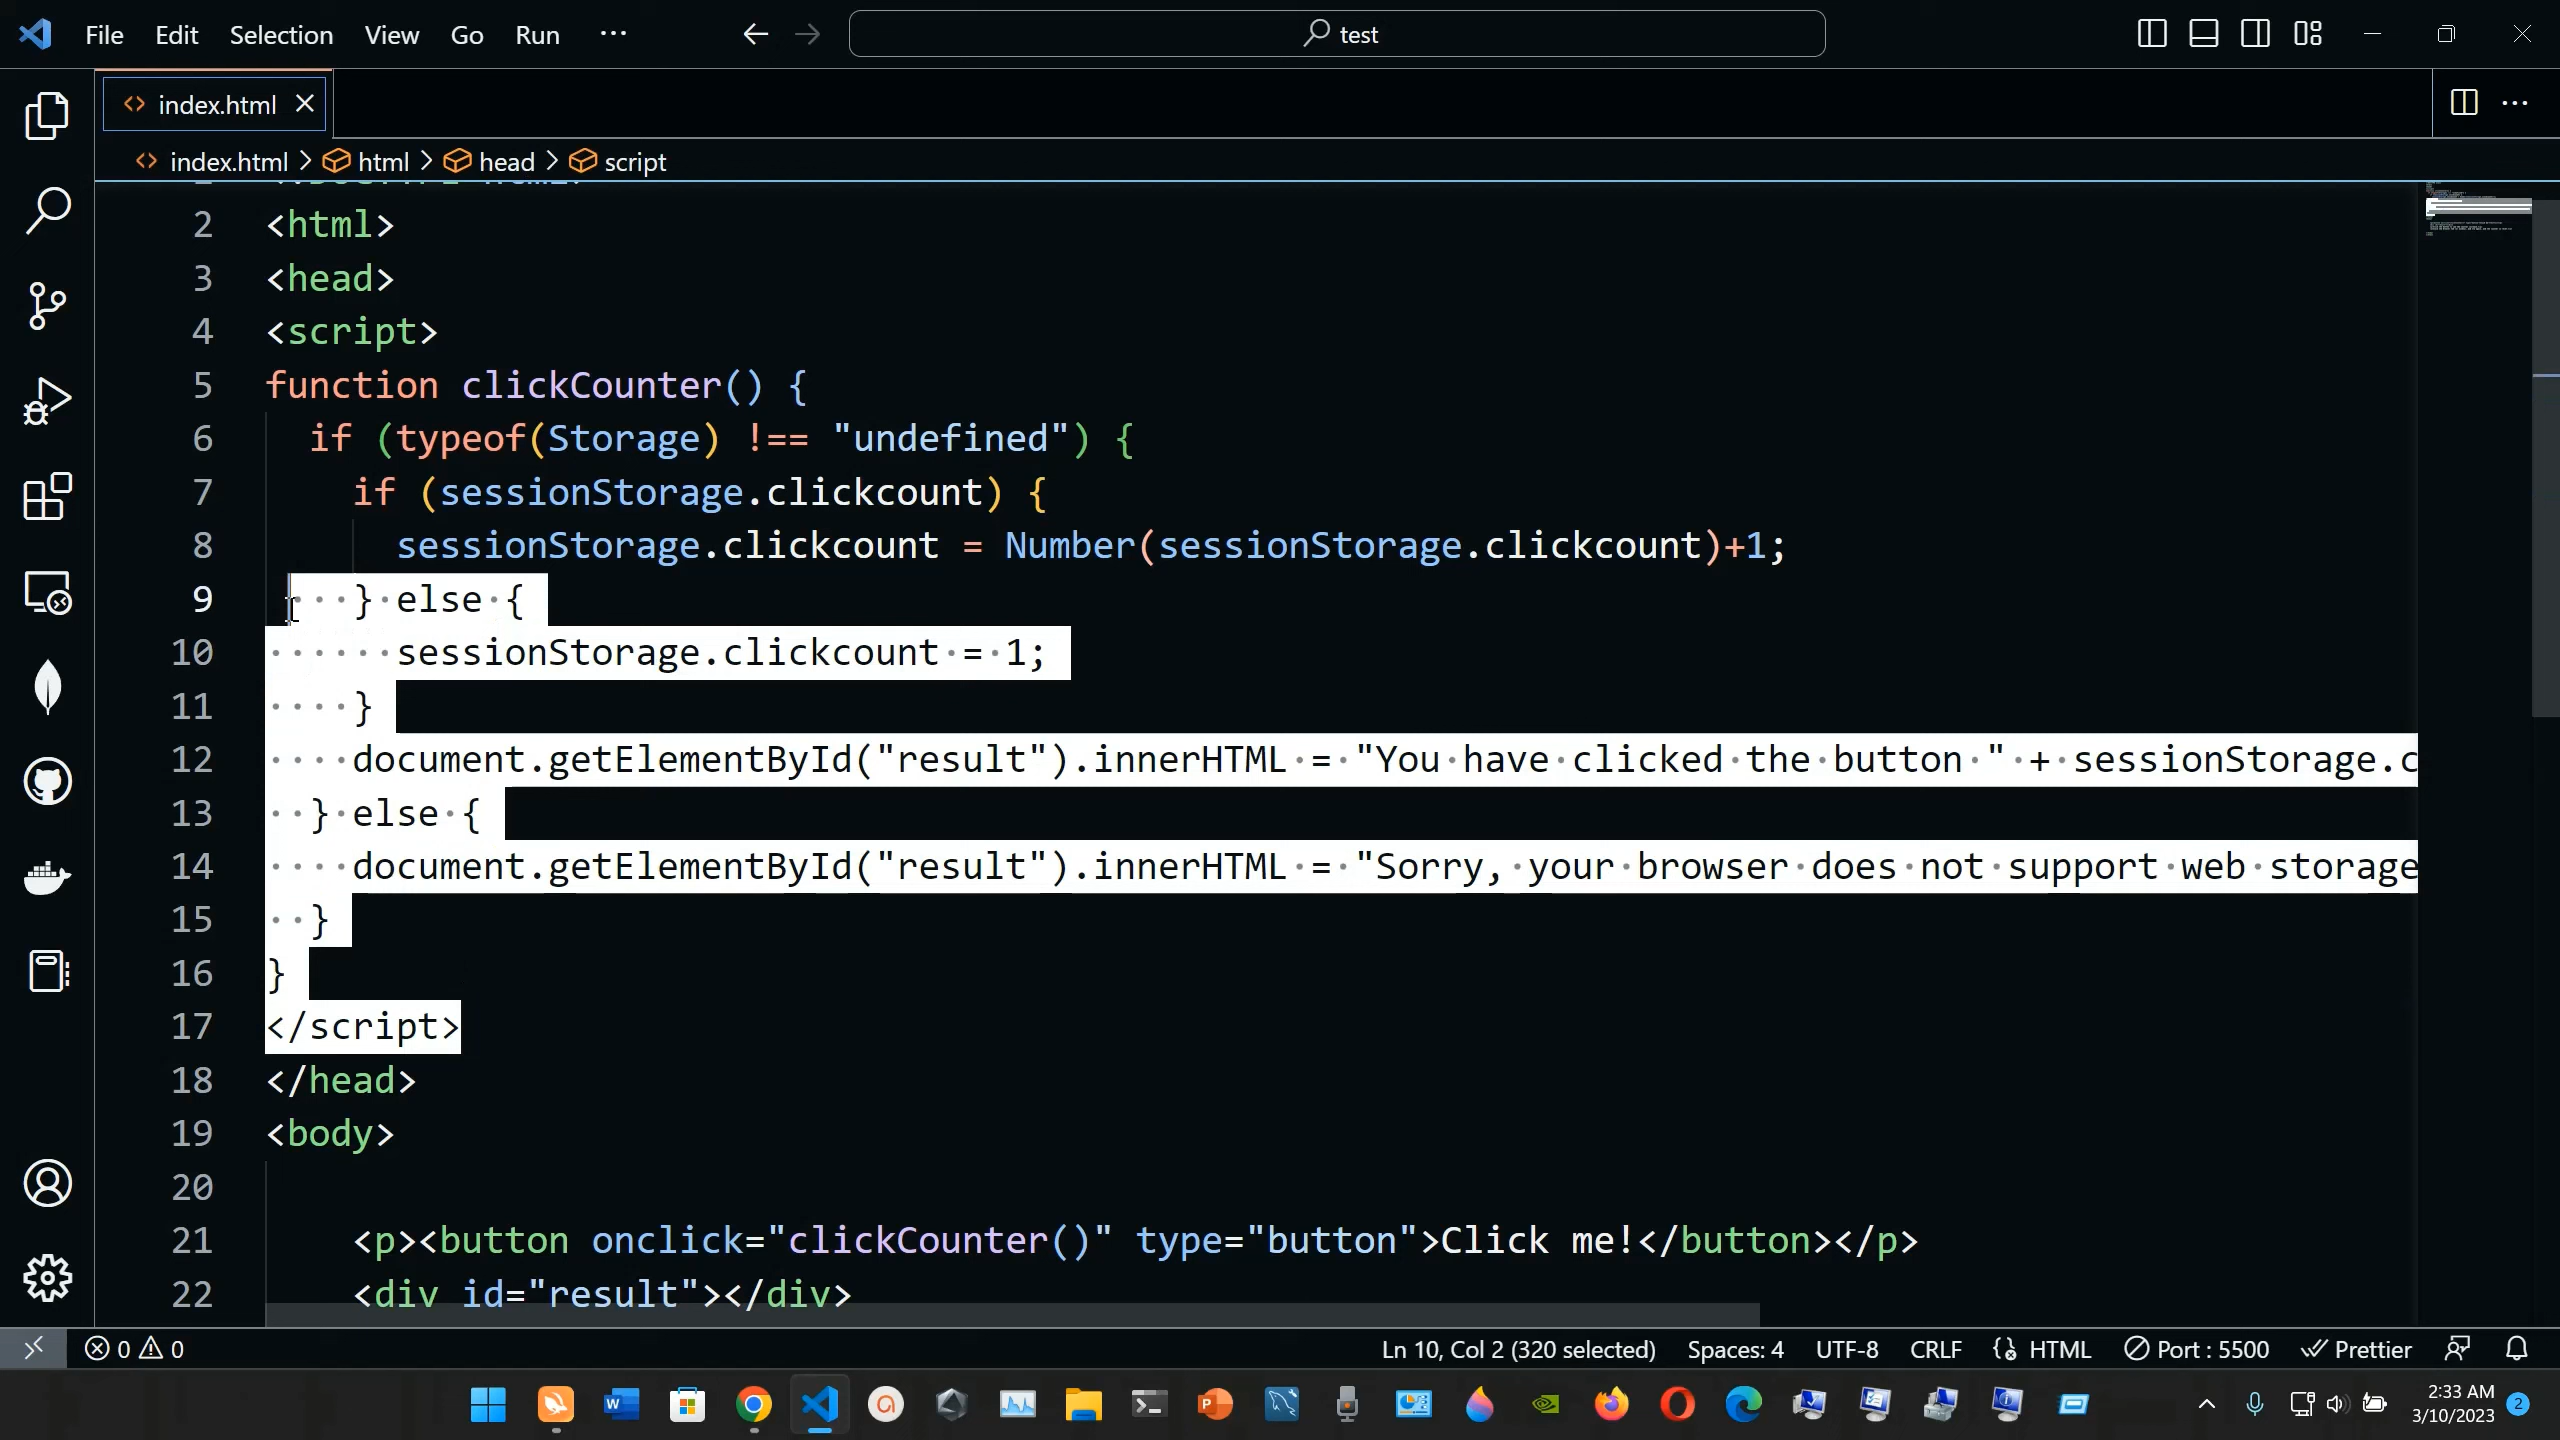 File Edit Selection View Go Run ··· test
index.html
index.html > html > head > script
2 <html>
3 <head>
4 <script>
5 function clickCounter() {
6 if (typeof(Storage) !== "undefined") {
7 if (sessionStorage.clickcount) {
8 sessionStorage.clickcount = Number(sessionStorage.clickcount)+1;
9 } else {
10 sessionStorage.clickcount = 1;
11 }
12 document.getElementById("result").innerHTML = "You have clicked the button " + sessionStorage.c
13 } else {
14 document.getElementById("result").innerHTML = "Sorry, your browser does not support web storage
15 }
16 }
17 </script>
18 </head>
19 <body>
20
21 <p><button onclick="clickCounter()" type="button">Click me!</button></p>
22 <div id="result"></div>
0 0 Ln 10, Col 2 (320 selected) Spaces: 4 UTF-8 CRLF HTML Port : 5500 Prettier
2:33 AM
3/10/2023 2